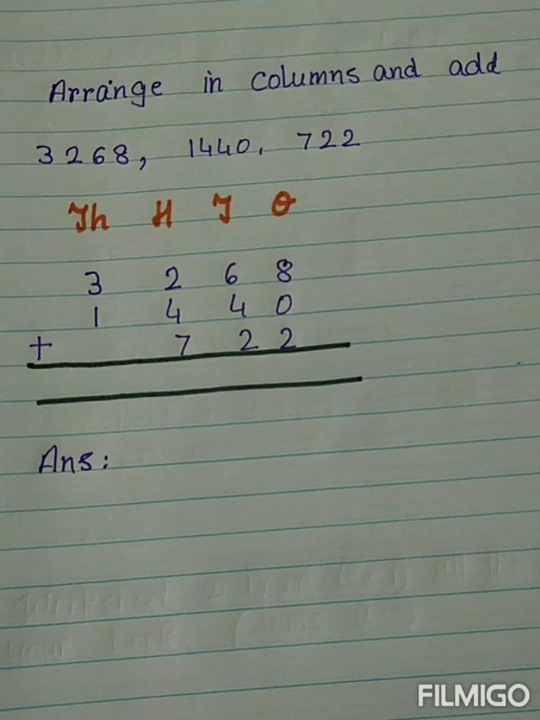 Arrange in columns and add
3268, 1440, 722
Th H T O
3 2 6 8
1 4 4 0
+ 7 2 2
Ans:
FILMIGO